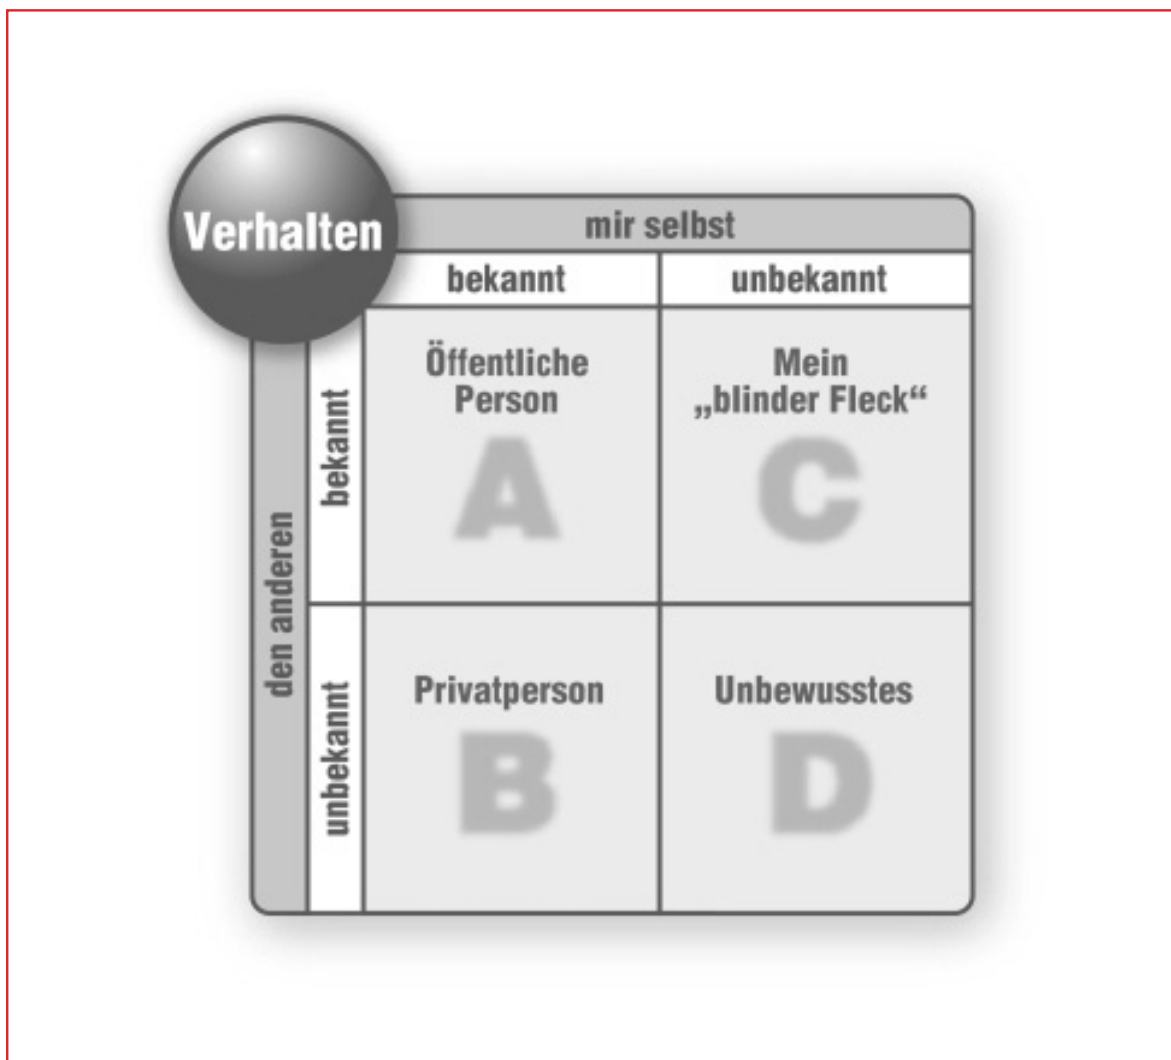 Verhalten
mir selbst
bekannt
unbekannt
Öffentliche
Person
A
Mein
„blinder Fleck“
C
den anderen
bekannt
unbekannt
Privatperson
B
Unbewusstes
D